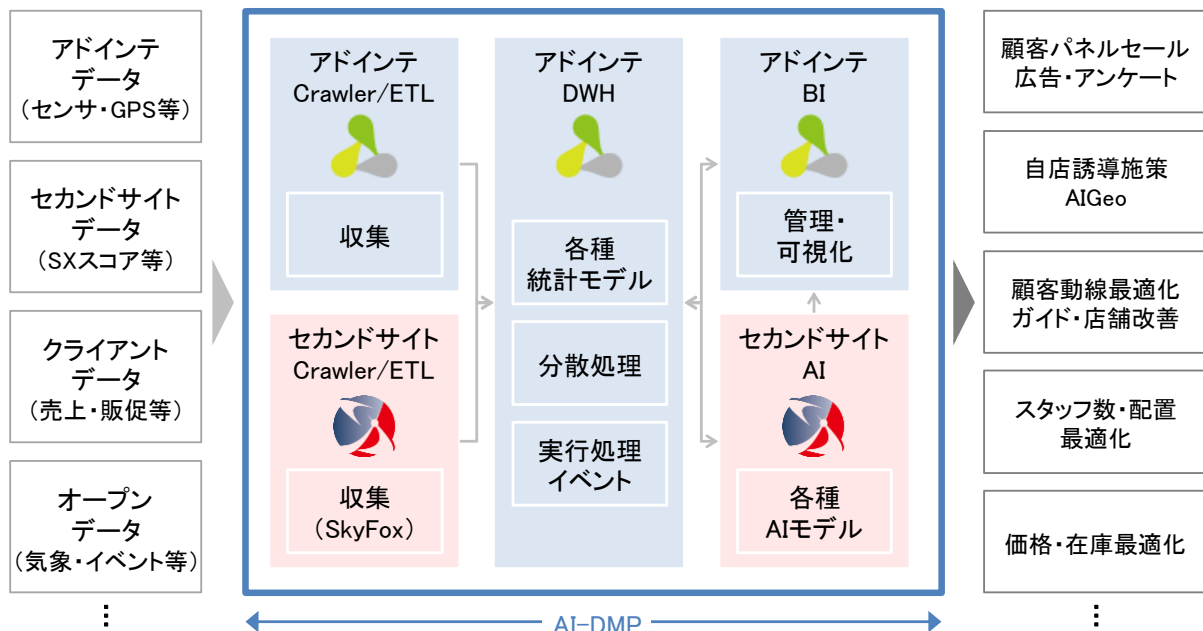 アドインテ
データ
(センサ・GPS等)
セカンドサイト
データ
(SXスコア等)
クライアント
データ
(売上・販促等)
オープン
データ
(気象・イベント等)
⋮
アドインテ
Crawler/ETL
収集
セカンドサイト
Crawler/ETL
収集
(SkyFox)
アドインテ
DWH
各種
統計モデル
分散処理
実行処理
イベント
アドインテ
BI
管理・
可視化
セカンドサイト
AI
各種
AIモデル
AI-DMP
顧客パネルセール
広告・アンケート
自店誘導施策
AIGeo
顧客動線最適化
ガイド・店舗改善
スタッフ数・配置
最適化
価格・在庫最適化
⋮